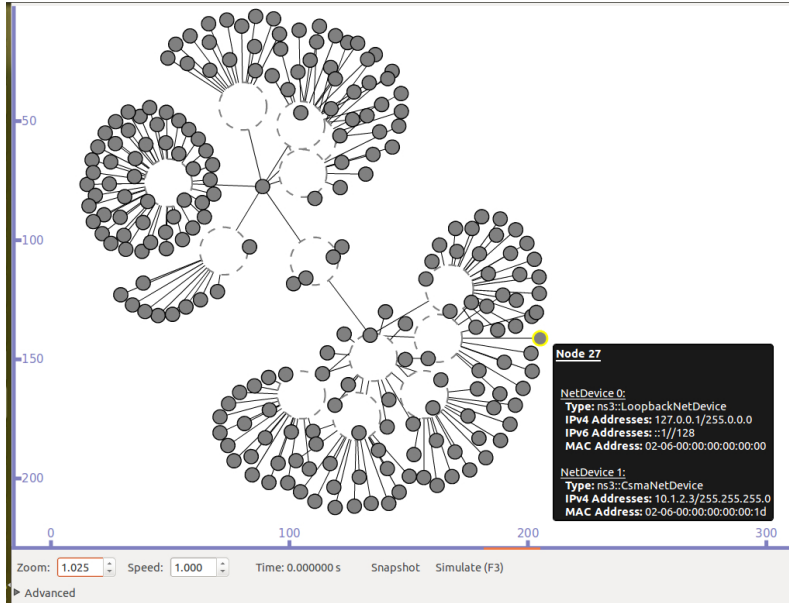 50
100
150
200
0
100
200
300
Node 27
NetDevice 0:
Type: ns3::LoopbackNetDevice
IPv4 Addresses: 127.0.0.1/255.0.0.0
IPv6 Addresses: ::1//128
MAC Address: 02-06-00:00:00:00:00:00
NetDevice 1:
Type: ns3::CsmaNetDevice
IPv4 Addresses: 10.1.2.3/255.255.255.0
MAC Address: 02-06-00:00:00:00:00:1d
Zoom: 1.025 Speed: 1.000 Time: 0.000000 s Snapshot Simulate (F3)
Advanced